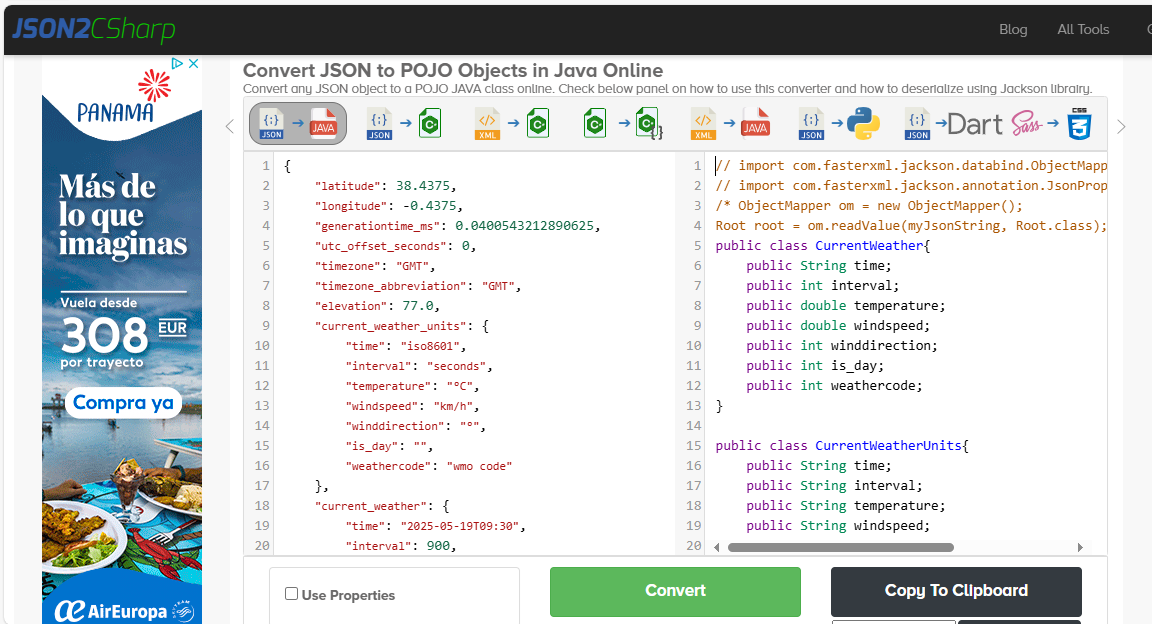 JSON2CSharp
Blog
All Tools
PANAMA
Más de
lo que
imaginas
Vuela desde
308 EUR
por trayecto
Compra ya
AirEuropa
Convert JSON to POJO Objects in Java Online
Convert any JSON object to a POJO JAVA class online. Check below panel on how to use this converter and how to deserialize using Jackson library.
{;} JSON
JAVA
{;} JSON
C#
</> XML
C#
C#
C# {}
</> XML
JAVA
{;} JSON
{;} JSON
Dart
Sass
CSS 3
1 {
2 "latitude": 38.4375,
3 "longitude": -0.4375,
4 "generationtime_ms": 0.0400543212890625,
5 "utc_offset_seconds": 0,
6 "timezone": "GMT",
7 "timezone_abbreviation": "GMT",
8 "elevation": 77.0,
9 "current_weather_units": {
10 "time": "iso8601",
11 "interval": "seconds",
12 "temperature": "°C",
13 "windspeed": "km/h",
14 "winddirection": "°",
15 "is_day": "",
16 "weathercode": "wmo code"
17 },
18 "current_weather": {
19 "time": "2025-05-19T09:30",
20 "interval": 900,
1 // import com.fasterxml.jackson.databind.ObjectMapp
2 // import com.fasterxml.jackson.annotation.JsonProp
3 /* ObjectMapper om = new ObjectMapper();
4 Root root = om.readValue(myJsonString, Root.class);
5 public class CurrentWeather{
6 public String time;
7 public int interval;
8 public double temperature;
9 public double windspeed;
10 public int winddirection;
11 public int is_day;
12 public int weathercode;
13 }
14
15 public class CurrentWeatherUnits{
16 public String time;
17 public String interval;
18 public String temperature;
19 public String windspeed;
20
Use Properties
Convert
Copy To Clipboard